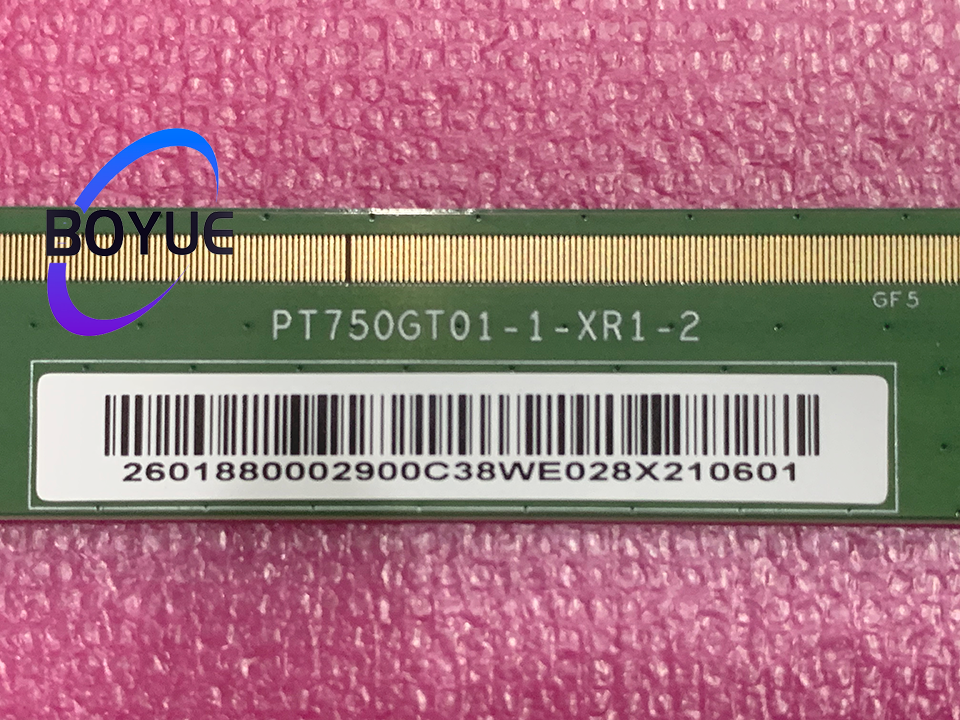 BOYUE
GF5
PT750GT01-1-XR1-2
2601880002900C38WE028X210601